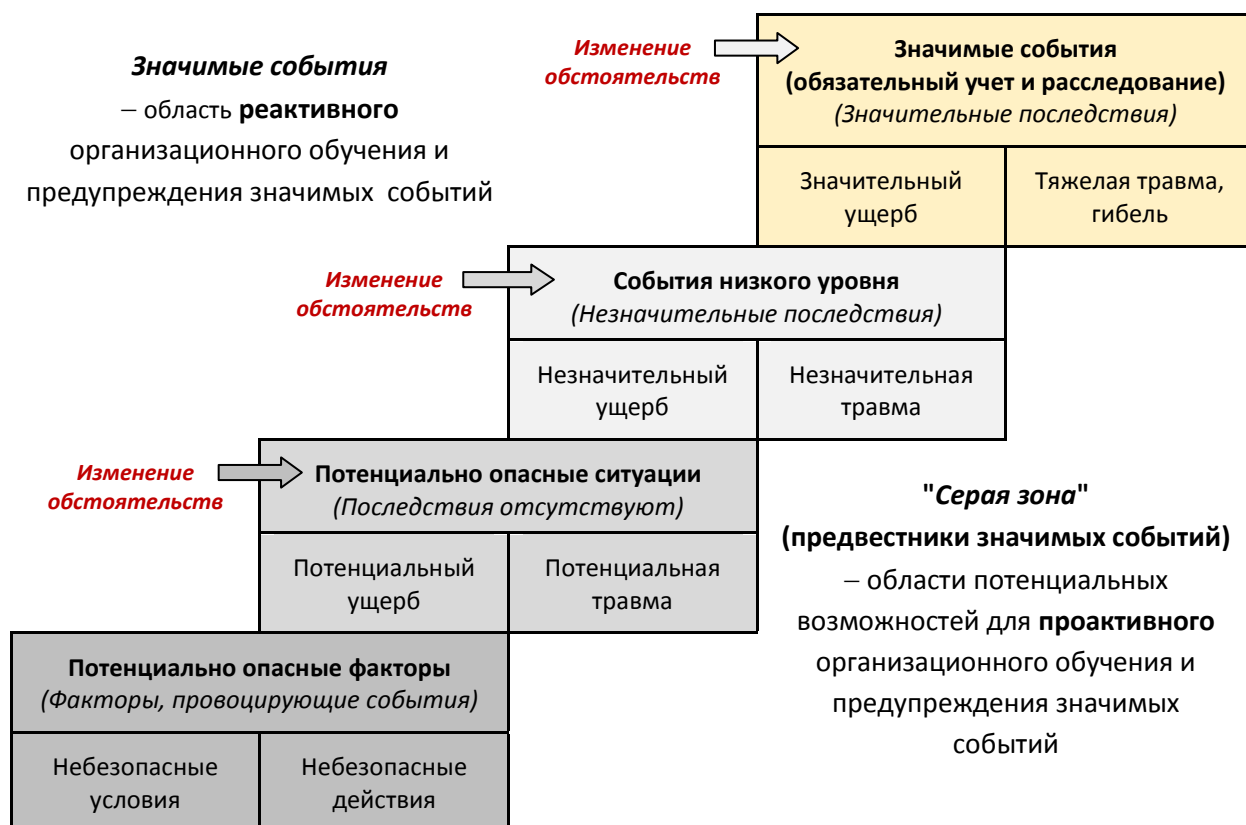 Значимые события
– область реактивного
организационного обучения и
предупреждения значимых событий
Изменение
обстоятельств
Значимые события
(обязательный учет и расследование)
(Значительные последствия)
Значительный
ущерб
Тяжелая травма,
гибель
Изменение
обстоятельств
События низкого уровня
(Незначительные последствия)
Незначительный
ущерб
Незначительная
травма
Изменение
обстоятельств
Потенциально опасные ситуации
(Последствия отсутствуют)
Потенциальный
ущерб
Потенциальная
травма
"Серая зона"
(предвестники значимых событий)
– области потенциальных
возможностей для проактивного
организационного обучения и
предупреждения значимых
событий
Потенциально опасные факторы
(Факторы, провоцирующие события)
Небезопасные
условия
Небезопасные
действия